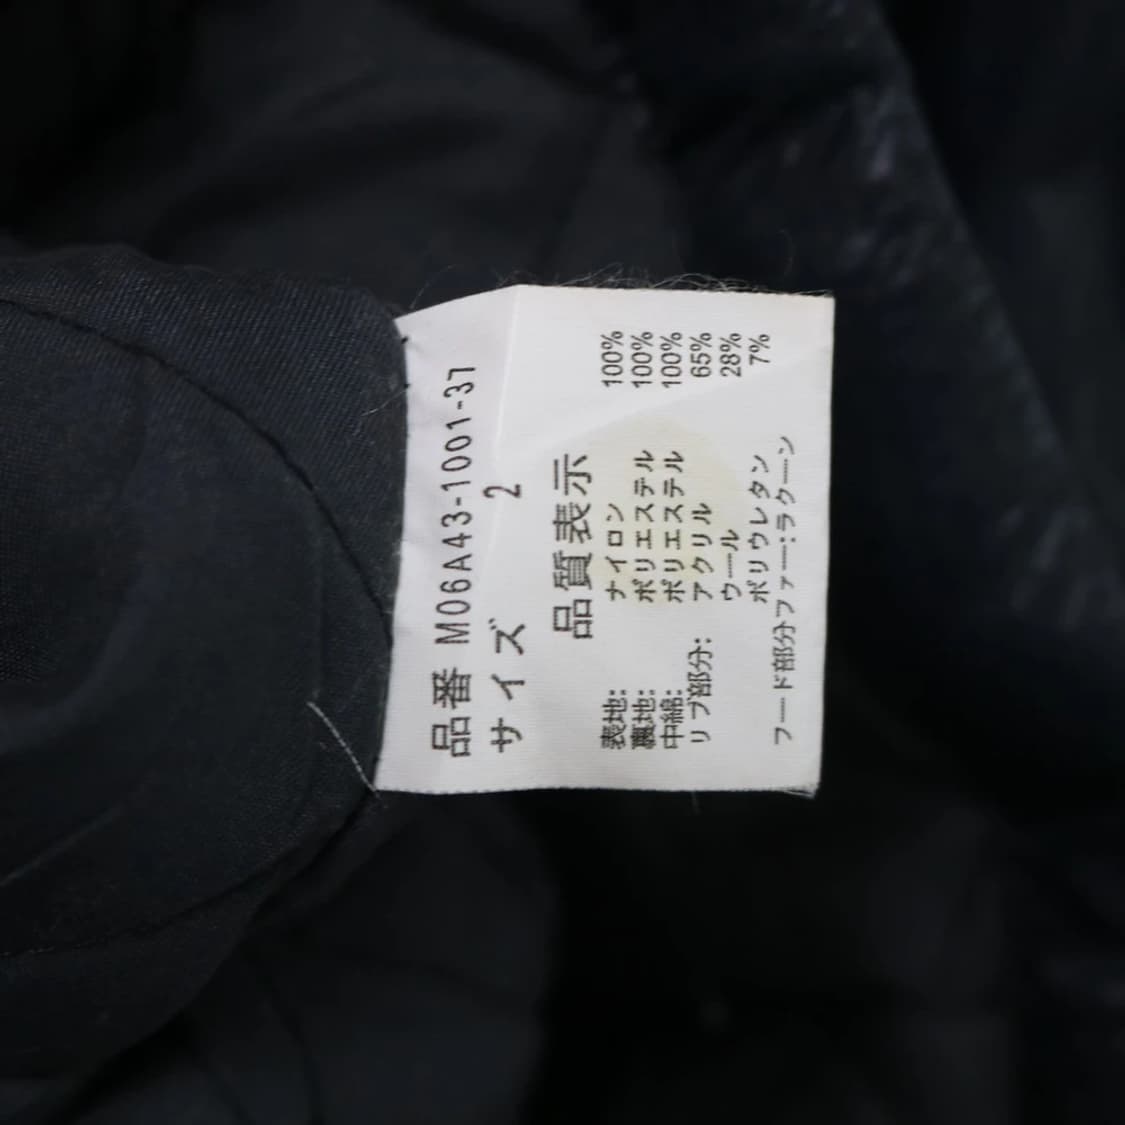 品番 M06A43-1001-37
サイズ 2
品質表示
表地: ナイロン 100%
裏地: ポリエステル 100%
中綿: ポリエステル 100%
リブ部分: アクリル 65%
ウール 28%
ポリウレタン 7%
フード部分ファー:ラクーン